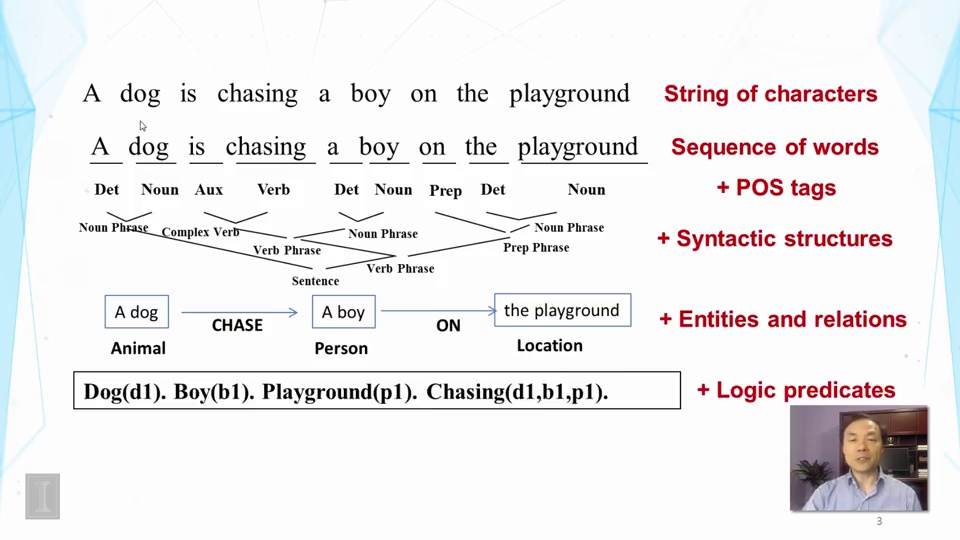 A dog is chasing a boy on the playground String of characters
A dog is chasing a boy on the playground Sequence of words
Det Noun Aux Verb Det Noun Prep Det Noun + POS tags
Noun Phrase Complex Verb Noun Phrase Noun Phrase + Syntactic structures
Verb Phrase Prep Phrase
Verb Phrase
Sentence
A dog A boy the playground + Entities and relations
CHASE ON
Animal Person Location
Dog(d1). Boy(b1). Playground(p1). Chasing(d1,b1,p1). + Logic predicates
I
3